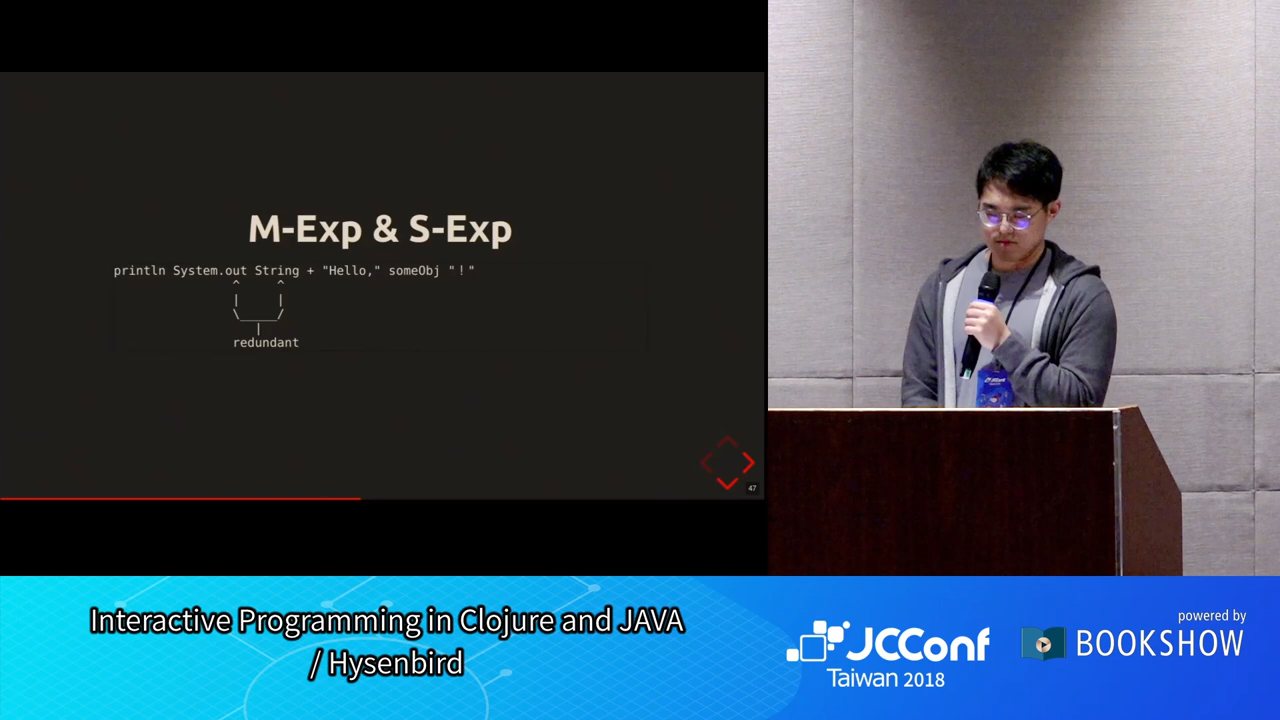 M-Exp & S-Exp
println System.out String + "Hello," someObj "!"
^     ^
|     |
\_____/
|
redundant
47
Interactive Programming in Clojure and JAVA
/ Hysenbird
JCConf
Taiwan 2018
powered by
BOOKSHOW